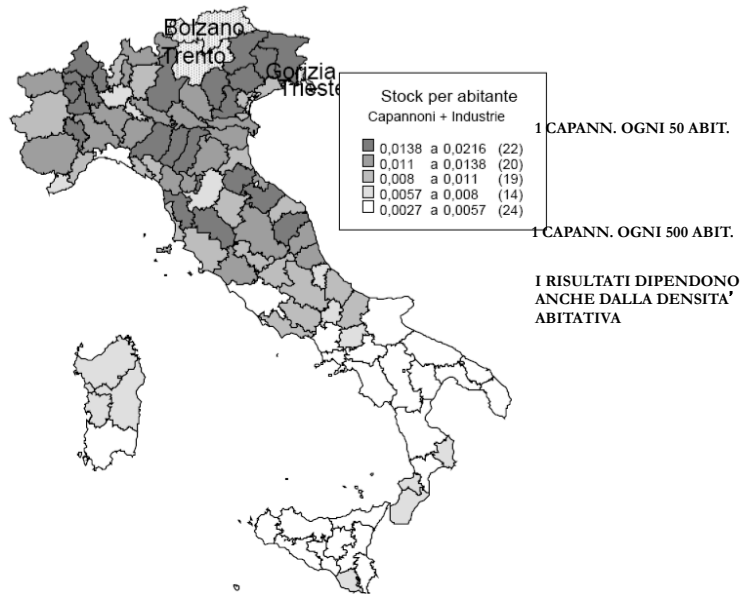 Bolzano
Trento
Gorizia
Trieste
Stock per abitante
Capannoni + Industrie
0,0138 a 0,0216 (22)
0,011 a 0,0138 (20)
0,008 a 0,011 (19)
0,0057 a 0,008 (14)
0,0027 a 0,0057 (24)
1 CAPANN. OGNI 50 ABIT.
1 CAPANN. OGNI 500 ABIT.
I RISULTATI DIPENDONO
ANCHE DALLA DENSITA'
ABITATIVA